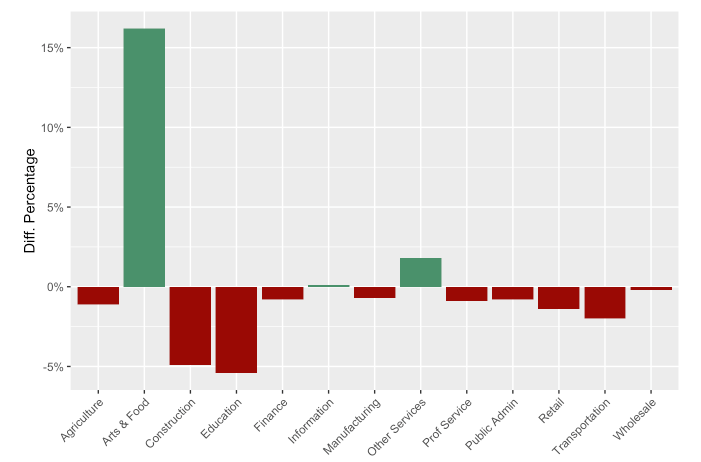 Diff. Percentage
15%
10%
5%
0%
-5%
Agriculture
Arts & Food
Construction
Education
Finance
Information
Manufacturing
Other Services
Prof Service
Public Admin
Retail
Transportation
Wholesale